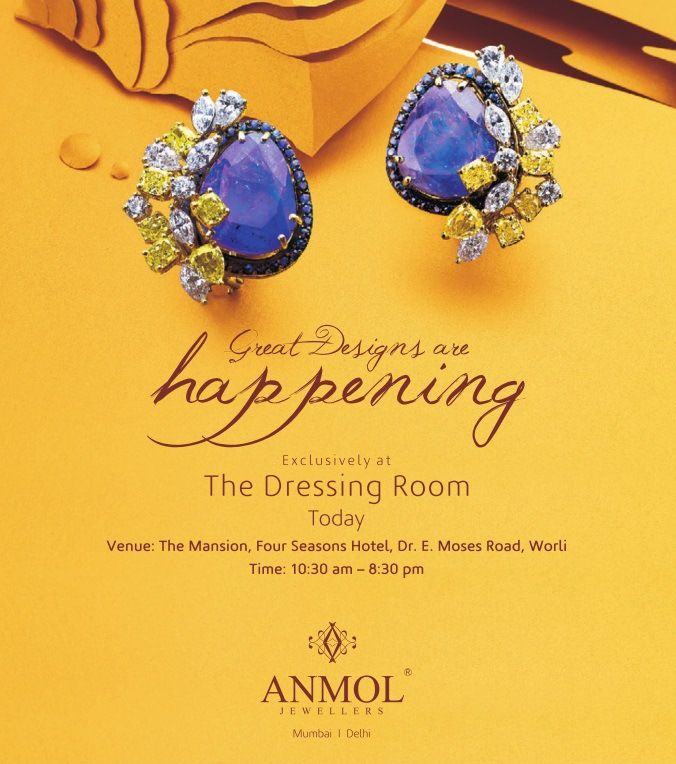 Great Designs are
happening
Exclusively at
The Dressing Room
Today
Venue: The Mansion, Four Seasons Hotel, Dr. E. Moses Road, Worli
Time: 10:30 am – 8:30 pm
ANMOL®
JEWELLERS
Mumbai | Delhi